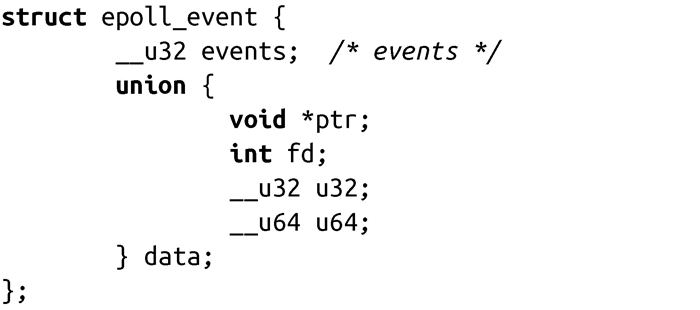 struct epoll_event {
        __u32 events;  /* events */
        union {
                void *ptr;
                int fd;
                __u32 u32;
                __u64 u64;
        } data;
};